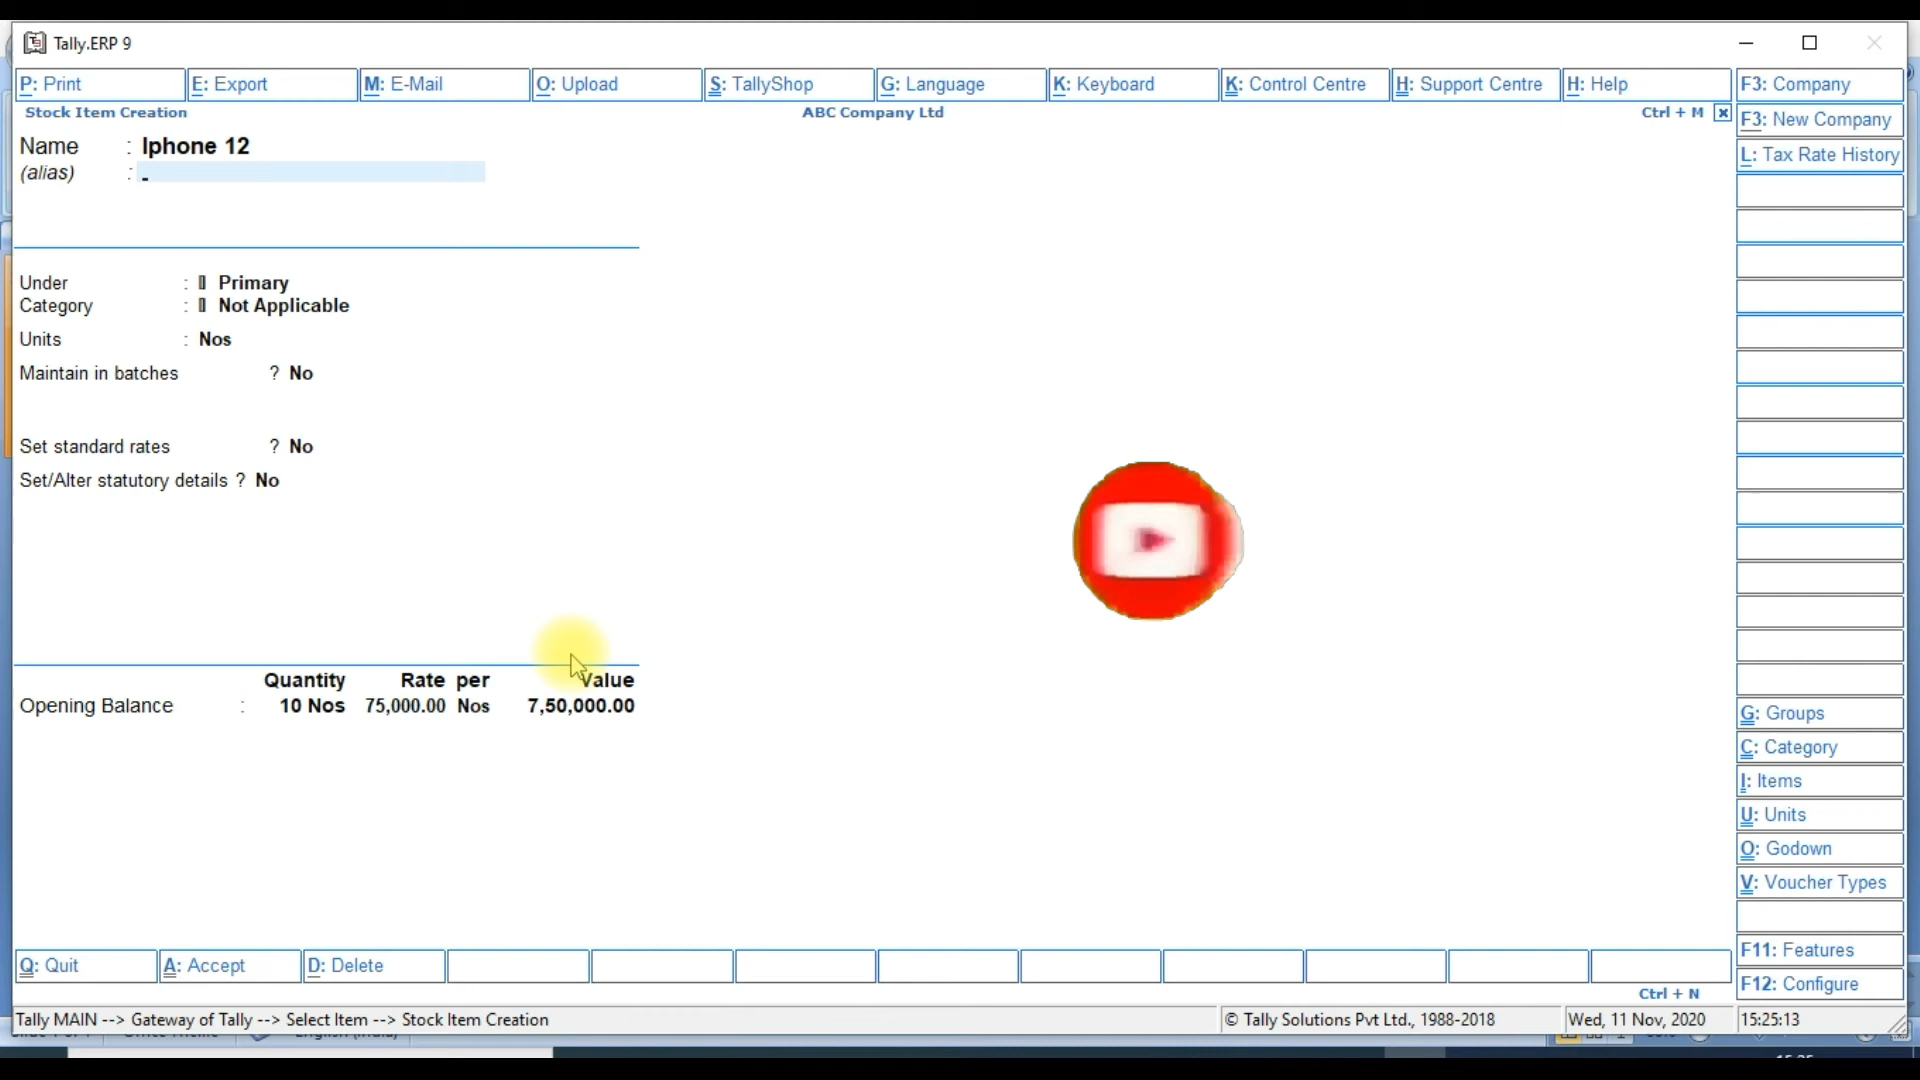 Tally.ERP 9
P: Print E: Export M: E-Mail O: Upload S: TallyShop G: Language K: Keyboard K: Control Centre H: Support Centre H: Help F3: Company
Stock Item Creation ABC Company Ltd Ctrl + M
F3: New Company
Name : Iphone 12
L: Tax Rate History
(alias) :
Under : Primary
Category : Not Applicable
Units : Nos
Maintain in batches ? No
Set standard rates ? No
Set/Alter statutory details ? No
Quantity Rate per Value
Opening Balance : 10 Nos 75,000.00 Nos 7,50,000.00
G: Groups
C: Category
I: Items
U: Units
O: Godown
V: Voucher Types
F11: Features
Q: Quit A: Accept D: Delete
F12: Configure
Ctrl + N
Tally MAIN --> Gateway of Tally --> Select Item --> Stock Item Creation © Tally Solutions Pvt Ltd., 1988-2018 Wed, 11 Nov, 2020 15:25:13